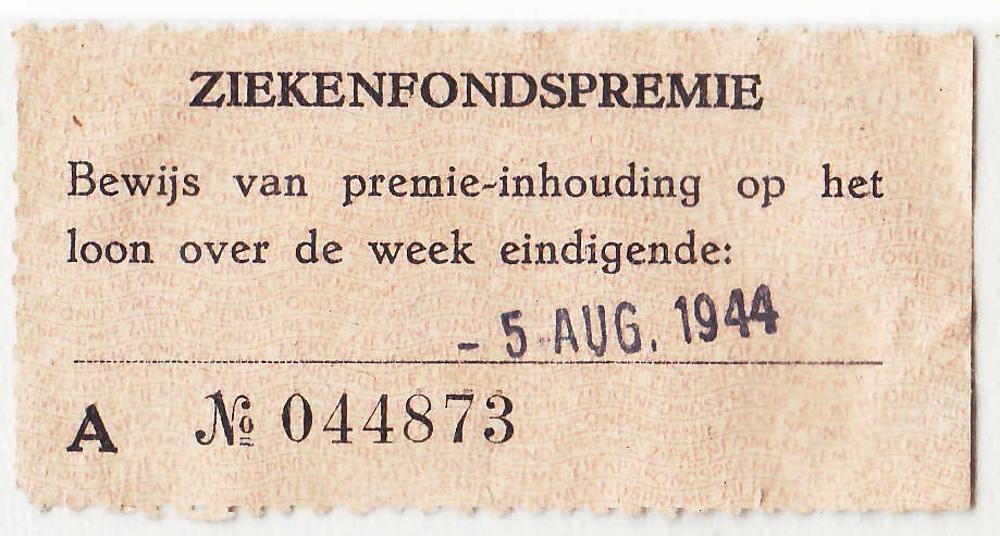 ZIEKENFONDSPREMIE
Bewijs van premie-inhouding op het
loon over de week eindigende:
- 5 AUG. 1944
A № 044873